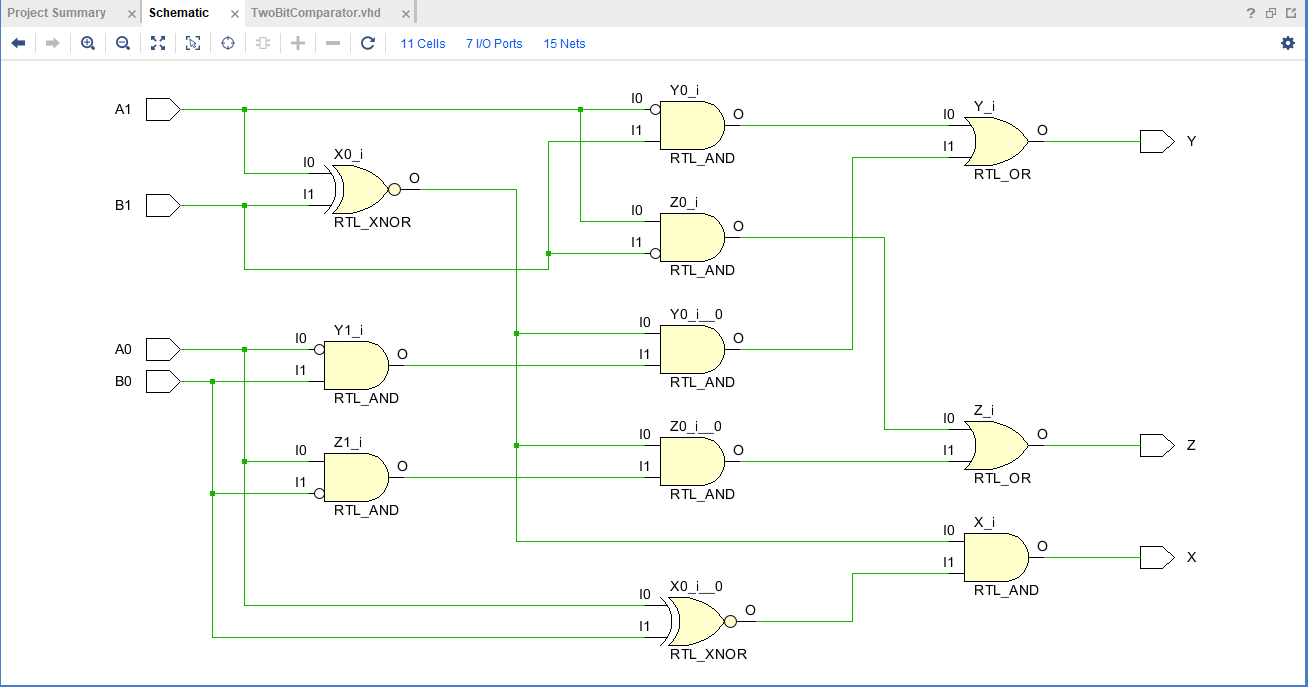 Project Summary × Schematic × TwoBitComparator.vhd ×
11 Cells 7 I/O Ports 15 Nets
Y0_i
A1 I0 O Y_i
I0 O
I1 Y
X0_i I1
I0 O RTL_AND RTL_OR
B1 I1 Z0_i
RTL_XNOR I0 O
I1
RTL_AND
Y0_i__0
Y1_i I0 O
A0 I0 O I1
B0 I1 RTL_AND
RTL_AND Z_i
Z0_i__0 I0 O
Z1_i I0 O Z
I0 O I1 I1
I1 RTL_AND RTL_OR
RTL_AND
X_i
I0 O
X
I1
X0_i__0 RTL_AND
I0 O
I1
RTL_XNOR